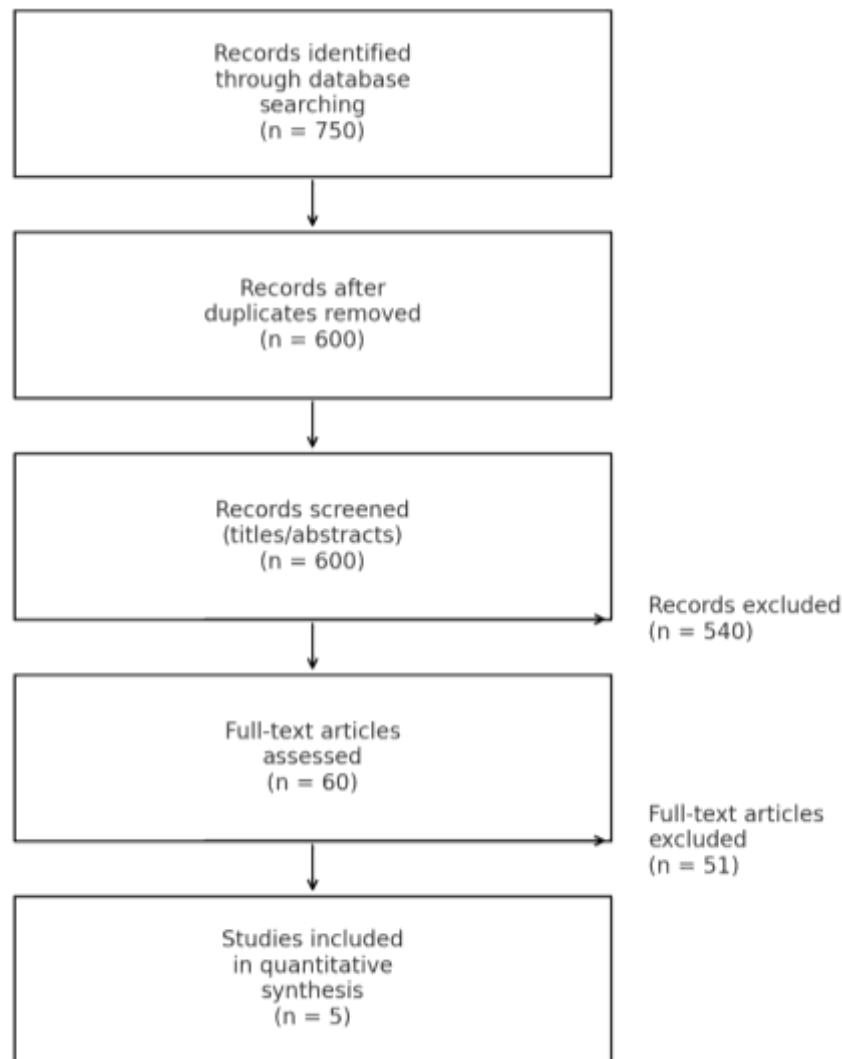 Records identified
through database
searching
(n = 750)
Records after
duplicates removed
(n = 600)
Records screened
(titles/abstracts)
(n = 600)
Records excluded
(n = 540)
Full-text articles
assessed
(n = 60)
Full-text articles
excluded
(n = 51)
Studies included
in quantitative
synthesis
(n = 5)